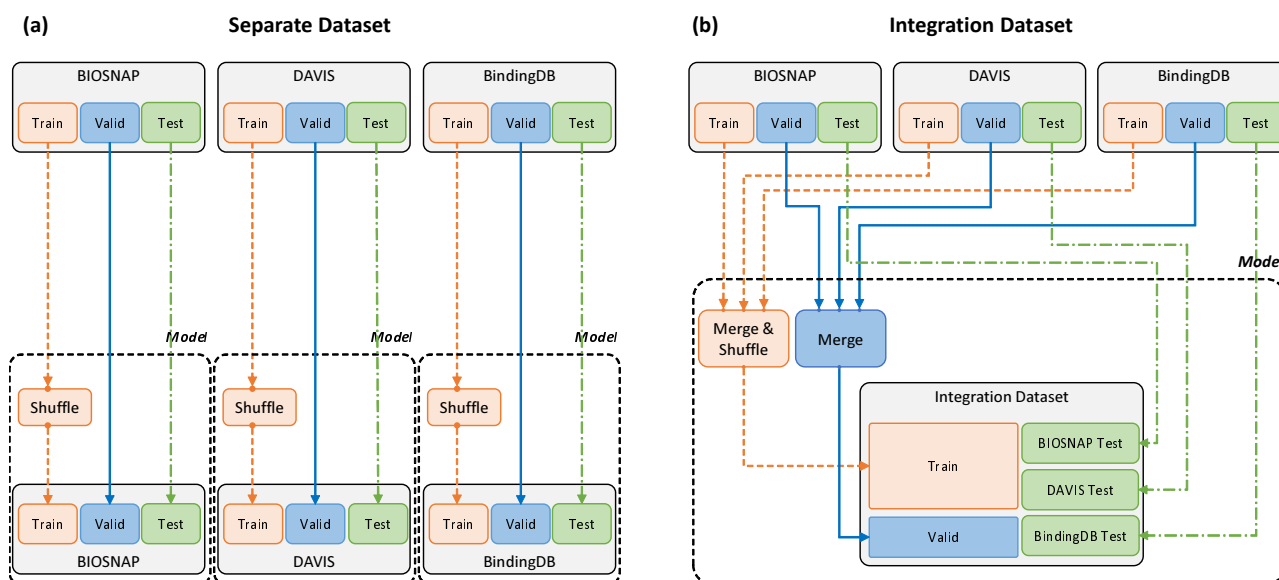 (a)
Separate Dataset
BIOSNAP
DAVIS
BindingDB
Train
Valid
Test
Train
Valid
Test
Train
Valid
Test
Model
Model
Model
Shuffle
Shuffle
Shuffle
Train
Valid
Test
Train
Valid
Test
Train
Valid
Test
BIOSNAP
DAVIS
BindingDB
(b)
Integration Dataset
BIOSNAP
DAVIS
BindingDB
Train
Valid
Test
Train
Valid
Test
Train
Valid
Test
Model
Merge &
Shuffle
Merge
Integration Dataset
Train
Valid
BIOSNAP Test
DAVIS Test
BindingDB Test